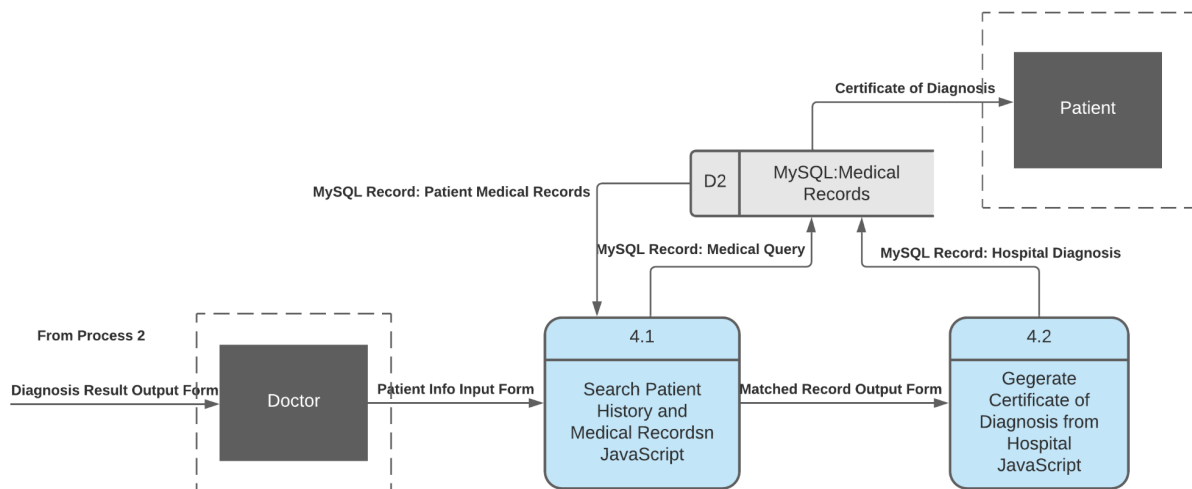 Certificate of Diagnosis
Patient
D2
MySQL:Medical
Records
MySQL Record: Patient Medical Records
MySQL Record: Medical Query
MySQL Record: Hospital Diagnosis
From Process 2
Diagnosis Result Output Form
Doctor
Patient Info Input Form
4.1
Search Patient
History and
Medical Recordsn
JavaScript
Matched Record Output Form
4.2
Gegerate
Certificate of
Diagnosis from
Hospital
JavaScript